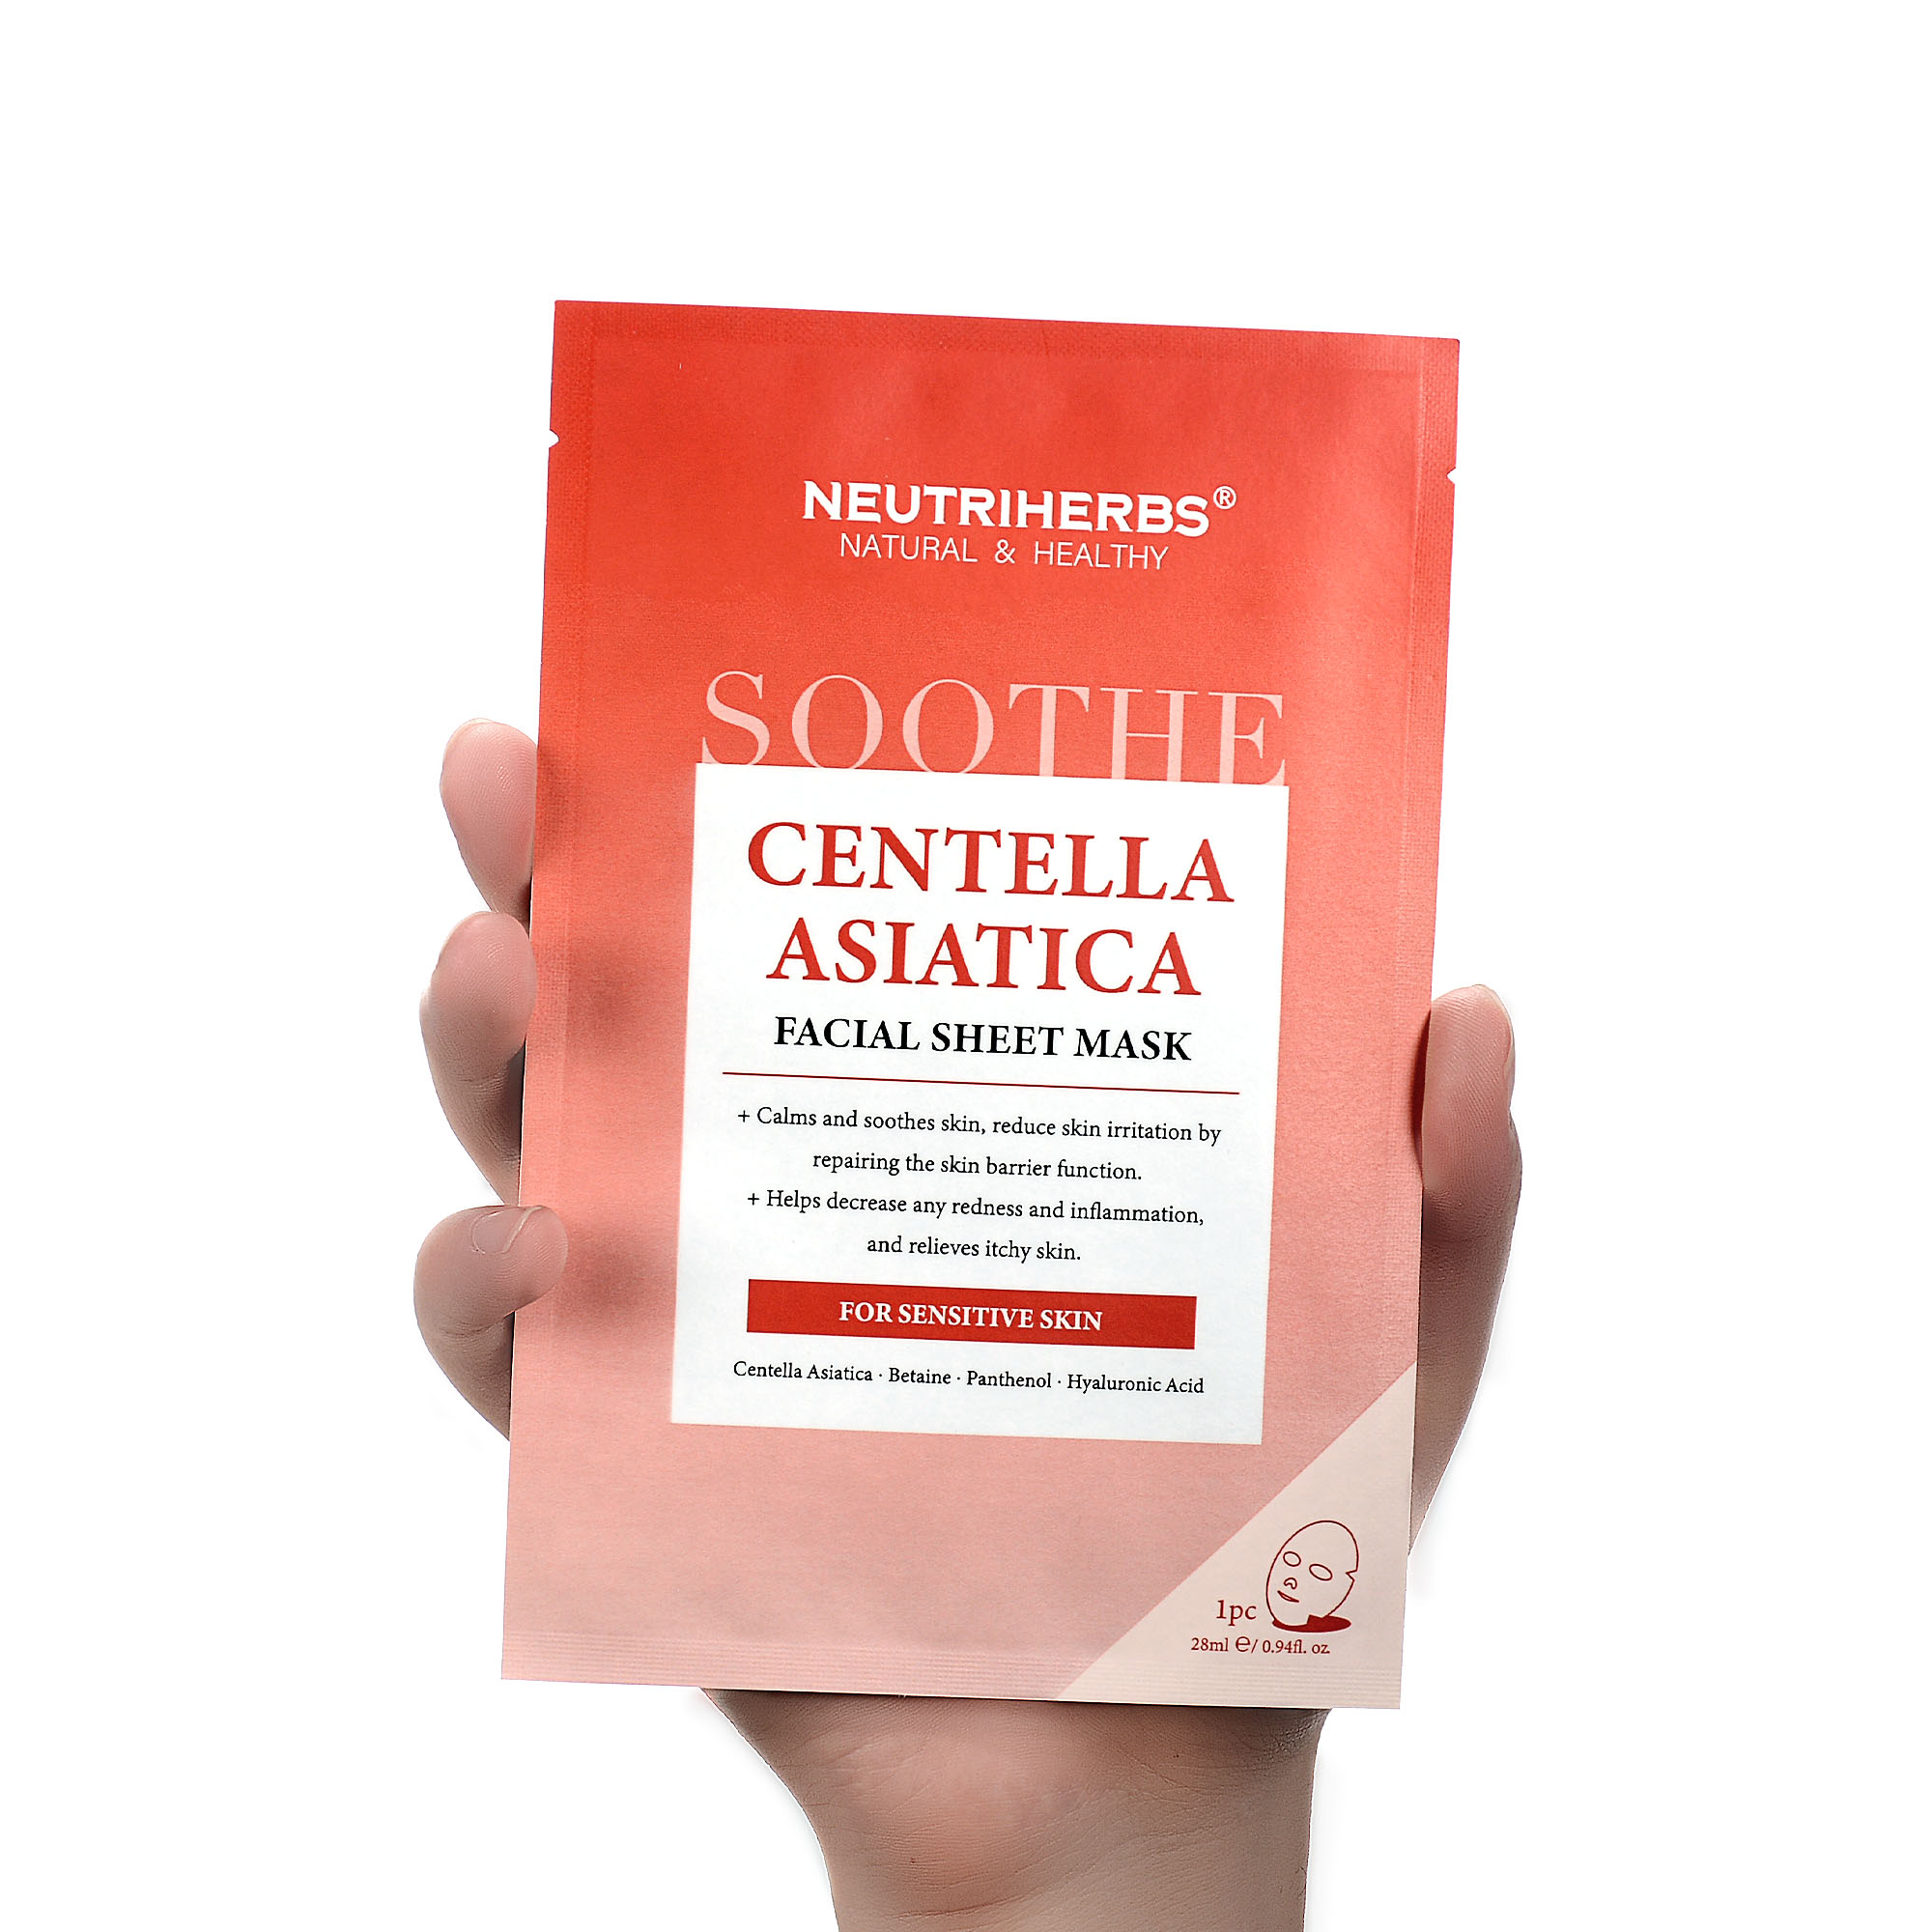 NEUTRIHERBS®
NATURAL & HEALTHY
SOOTHE
CENTELLA
ASIATICA
FACIAL SHEET MASK
+ Calms and soothes skin, reduce skin irritation by
repairing the skin barrier function.
+ Helps decrease any redness and inflammation,
and relieves itchy skin.
FOR SENSITIVE SKIN
Centella Asiatica · Betaine · Panthenol · Hyaluronic Acid
1pc
28ml ℮/ 0.94fl. oz